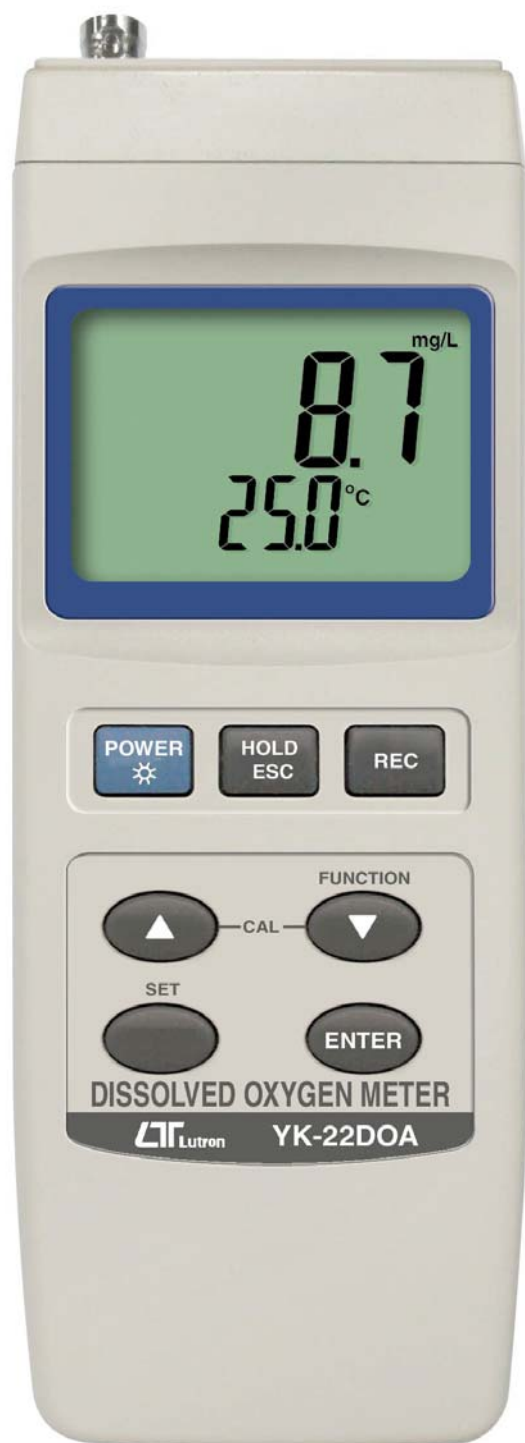 mg/L
8.7
25.0 °C
POWER HOLD ESC REC
FUNCTION
CAL
SET
ENTER
DISSOLVED OXYGEN METER
Lutron YK-22DOA